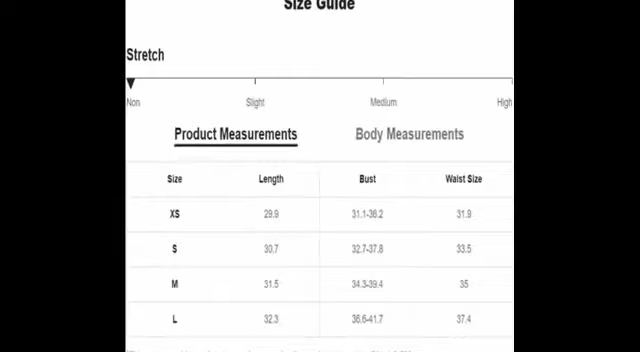 Size Guide
Stretch
Non Slight Medium High
Product Measurements Body Measurements
Size Length Bust Waist Size
XS 29.9 31.1-36.2 31.9
S 30.7 32.7-37.8 33.5
M 31.5 34.3-39.4 35
L 32.3 36.6-41.7 37.4